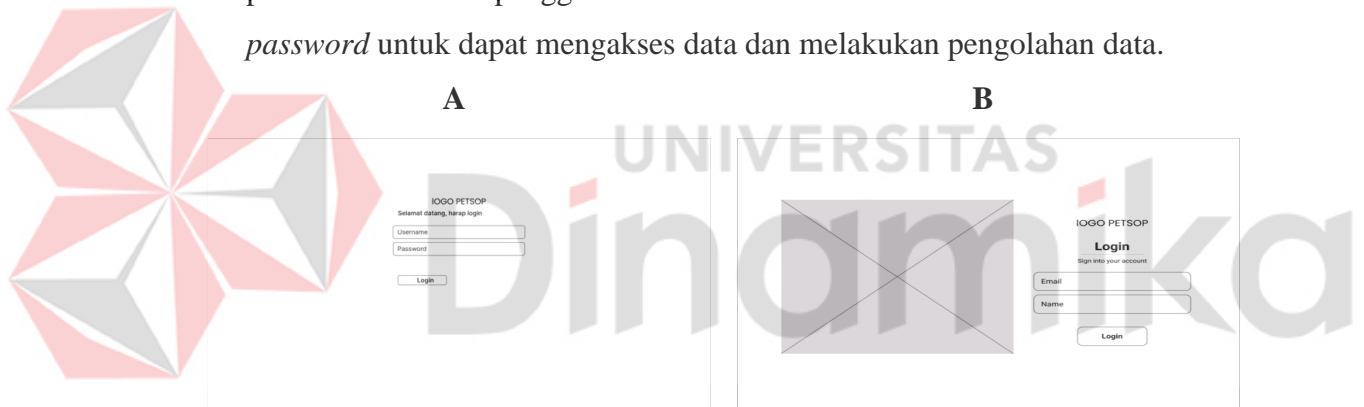 password untuk dapat mengakses data dan melakukan pengolahan data.
A
B
UNIVERSITAS
Dinamika
lOGO PETSOP
Selamat datang, harap login
Username
Password
Login
lOGO PETSOP
Login
Sign into your account
Email
Name
Login